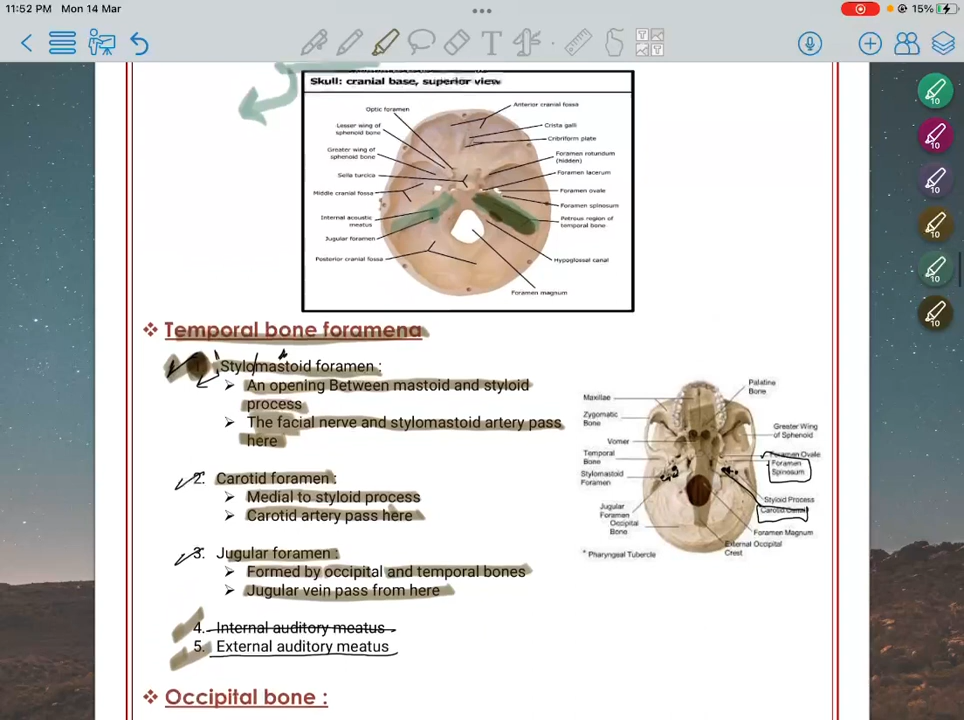 11:52 PM Mon 14 Mar
15%
T
T
T
10
10
10
10
10
10
Skull: cranial base, superior view
Optic foramen
Lesser wing of
sphenoid bone
Greater wing of
sphenoid bone
Sella turcica
Middle cranial fossa
Internal acoustic
meatus
Jugular foramen
Posterior cranial fossa
Anterior cranial fossa
Crista galli
Cribriform plate
Foramen rotundum
(hidden)
Foramen lacerum
Foramen ovale
Foramen spinosum
Petrous region of
temporal bone
Hypoglossal canal
Foramen magnum
❖ Temporal bone foramena
1. Stylomastoid foramen :
➢ An opening Between mastoid and styloid
process
➢ The facial nerve and stylomastoid artery pass
here
2. Carotid foramen :
➢ Medial to styloid process
➢ Carotid artery pass here
3. Jugular foramen :
➢ Formed by occipital and temporal bones
➢ Jugular vein pass from here
4. Internal auditory meatus
5. External auditory meatus
Maxillae
Zygomatic
Bone
Vomer
Temporal
Bone
Stylomastoid
Foramen
Jugular
Foramen
Occipital
Bone
* Pharyngeal Tubercle
Palatine
Bone
Greater Wing
of Sphenoid
Foramen Ovale
Foramen
Spinosum
Styloid Process
Carotid Canal
Foramen Magnum
External Occipital
Crest
❖ Occipital bone :